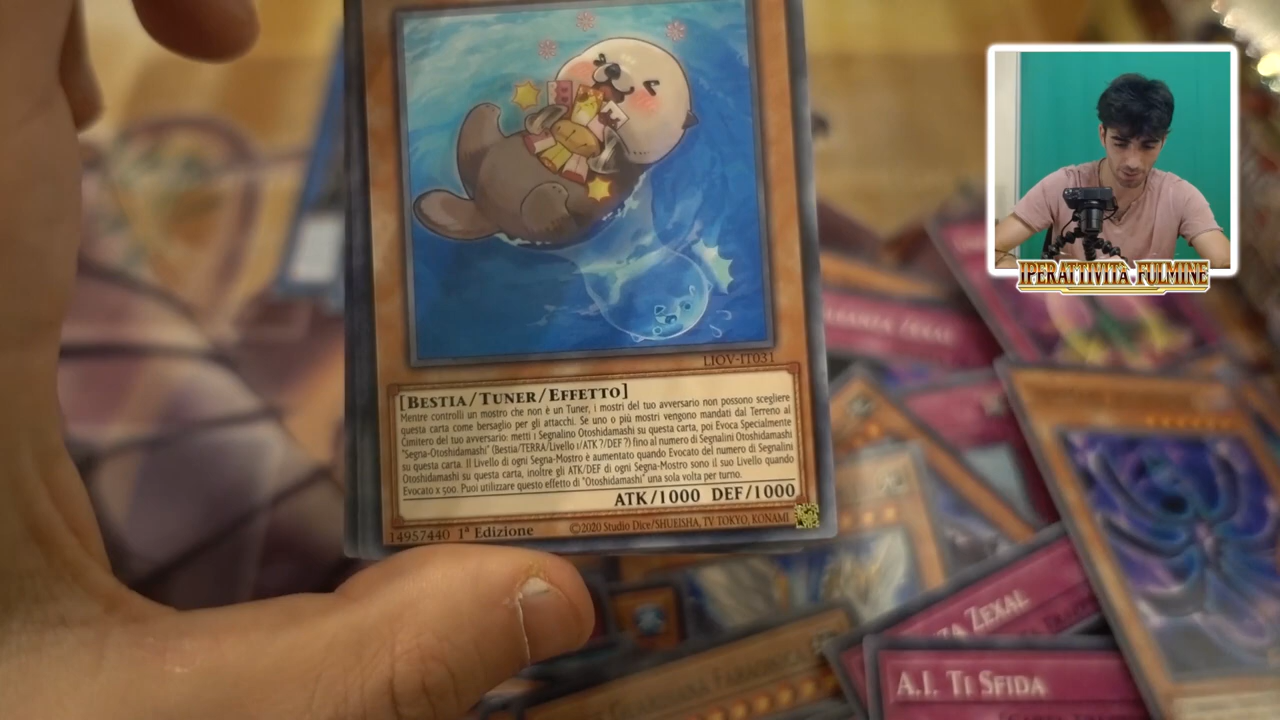 IPERATTIVITÀ FULMINE
LIOV-IT031
[BESTIA/TUNER/EFFETTO]
Mentre controlli un mostro che non è un Tuner, i mostri del tuo avversario non possono scegliere
questa carta come bersaglio per gli attacchi. Se uno o più mostri vengono mandati dal Terreno al
Cimitero del tuo avversario: metti 1 Segnalino Otoshidamashi su questa carta, poi Evoca Specialmente
"Segna-Otoshidamashi" (Bestia/TERRA/Livello 1/ATK ?/DEF ?) fino al numero di Segnalini Otoshidamashi
su questa carta. Il Livello di ogni Segna-Mostro è aumentato quando Evocato del numero di Segnalini
Otoshidamashi su questa carta, inoltre gli ATK/DEF di ogni Segna-Mostro sono il suo Livello quando
Evocato x 500. Puoi utilizzare questo effetto di "Otoshidamashi" una sola volta per turno.
ATK/1000 DEF/1000
14957440 1ª Edizione ©2020 Studio Dice/SHUEISHA, TV TOKYO, KONAMI
ZEXAL
ZEXAL
A.I. TI SFIDA